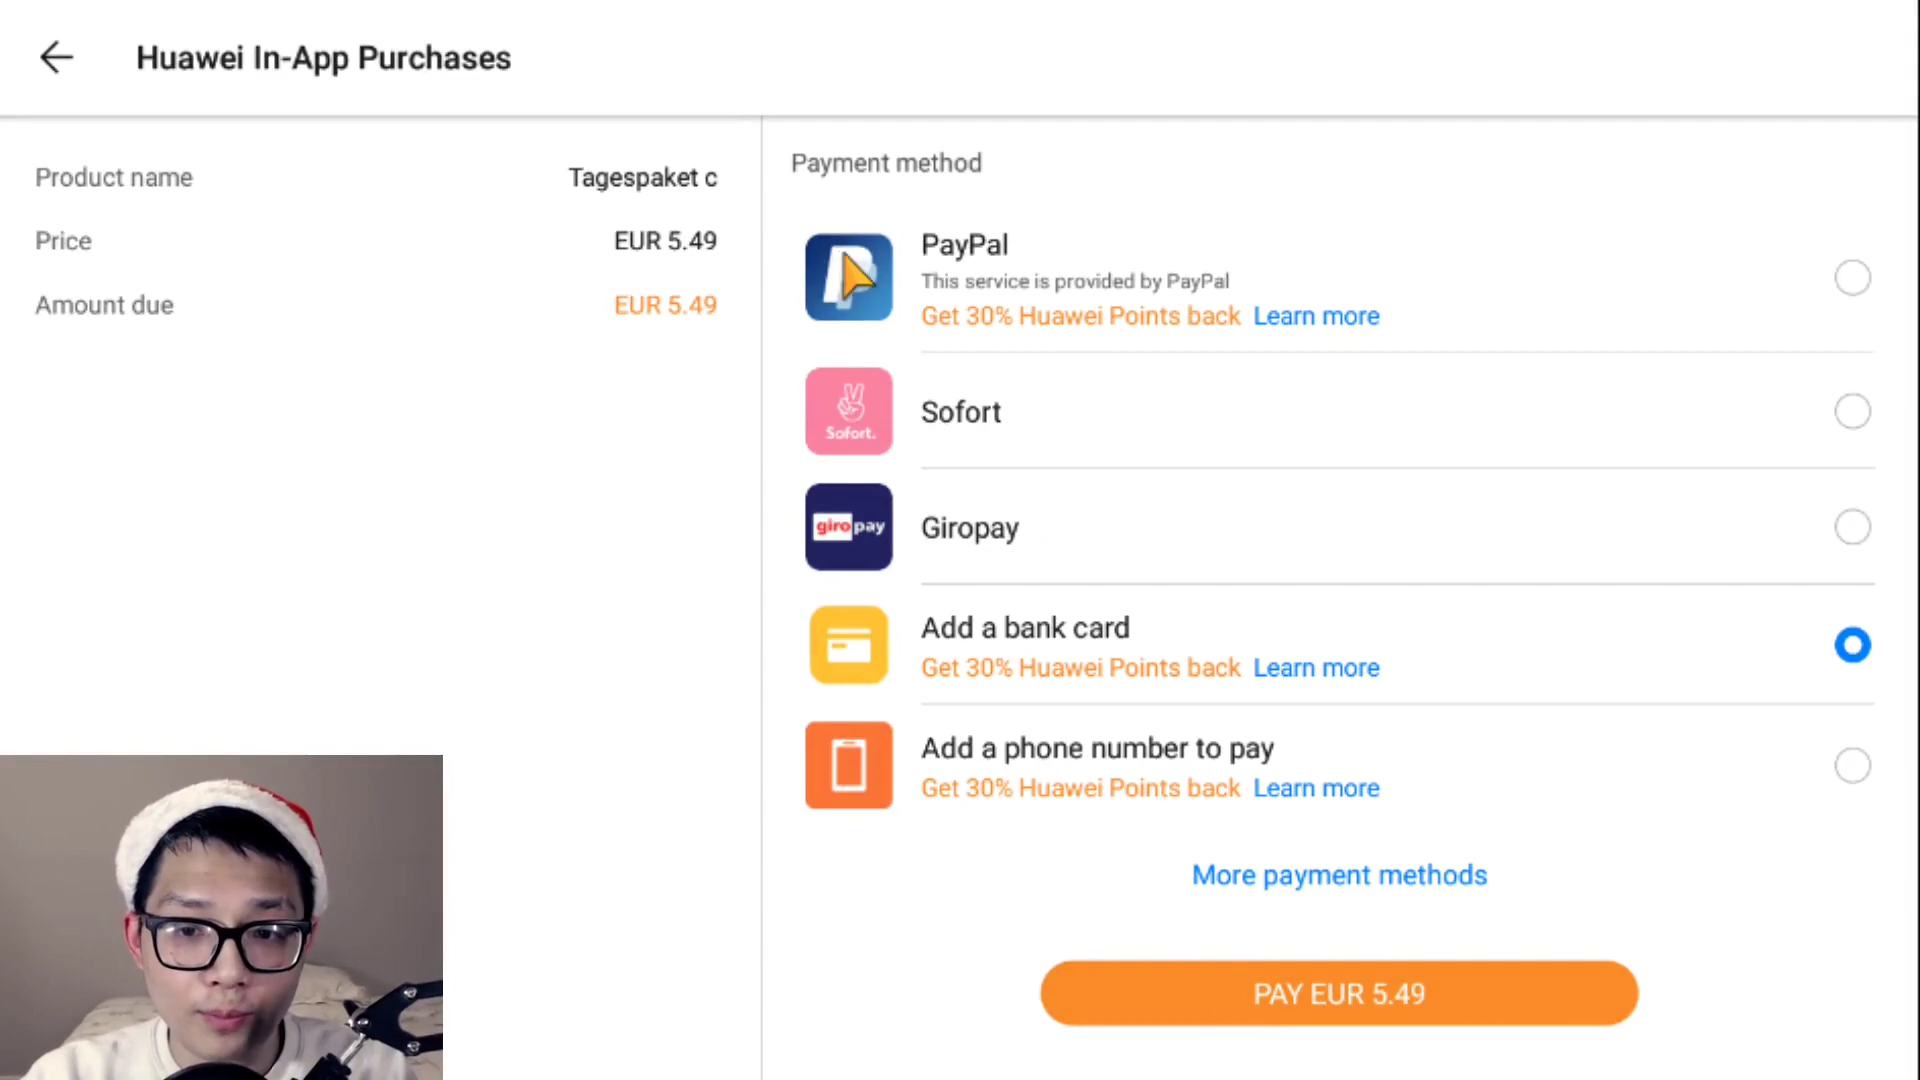 Huawei In-App Purchases
Product name
Tagespaket c
Price
EUR 5.49
Amount due
EUR 5.49
Payment method
PayPal
This service is provided by PayPal
Get 30% Huawei Points back Learn more
Sofort.
Sofort
giropay
Giropay
Add a bank card
Get 30% Huawei Points back Learn more
Add a phone number to pay
Get 30% Huawei Points back Learn more
More payment methods
PAY EUR 5.49